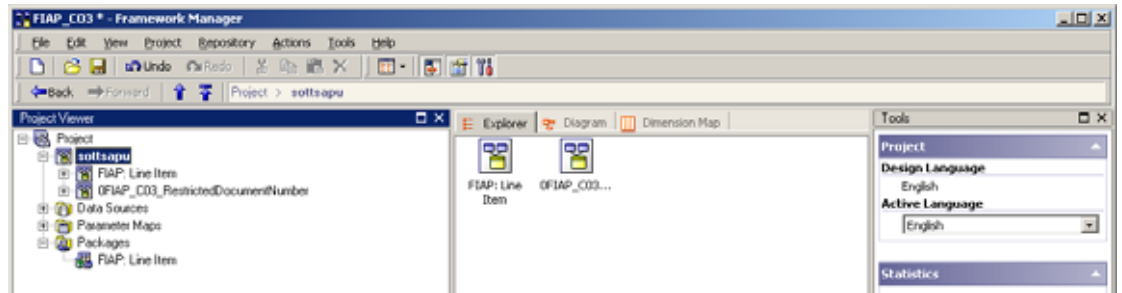 FIAP_C03 * - Framework Manager
File Edit View Project Repository Actions Tools Help
Undo Redo
Back Forward Project > sottsapu
Project Viewer
Project
sottsapu
FIAP: Line Item
0FIAP_C03_RestrictedDocumentNumber
Data Sources
Parameter Maps
Packages
FIAP: Line Item
Explorer Diagram Dimension Map
FIAP: Line Item
0FIAP_C03...
Tools
Project
Design Language
English
Active Language
English
Statistics